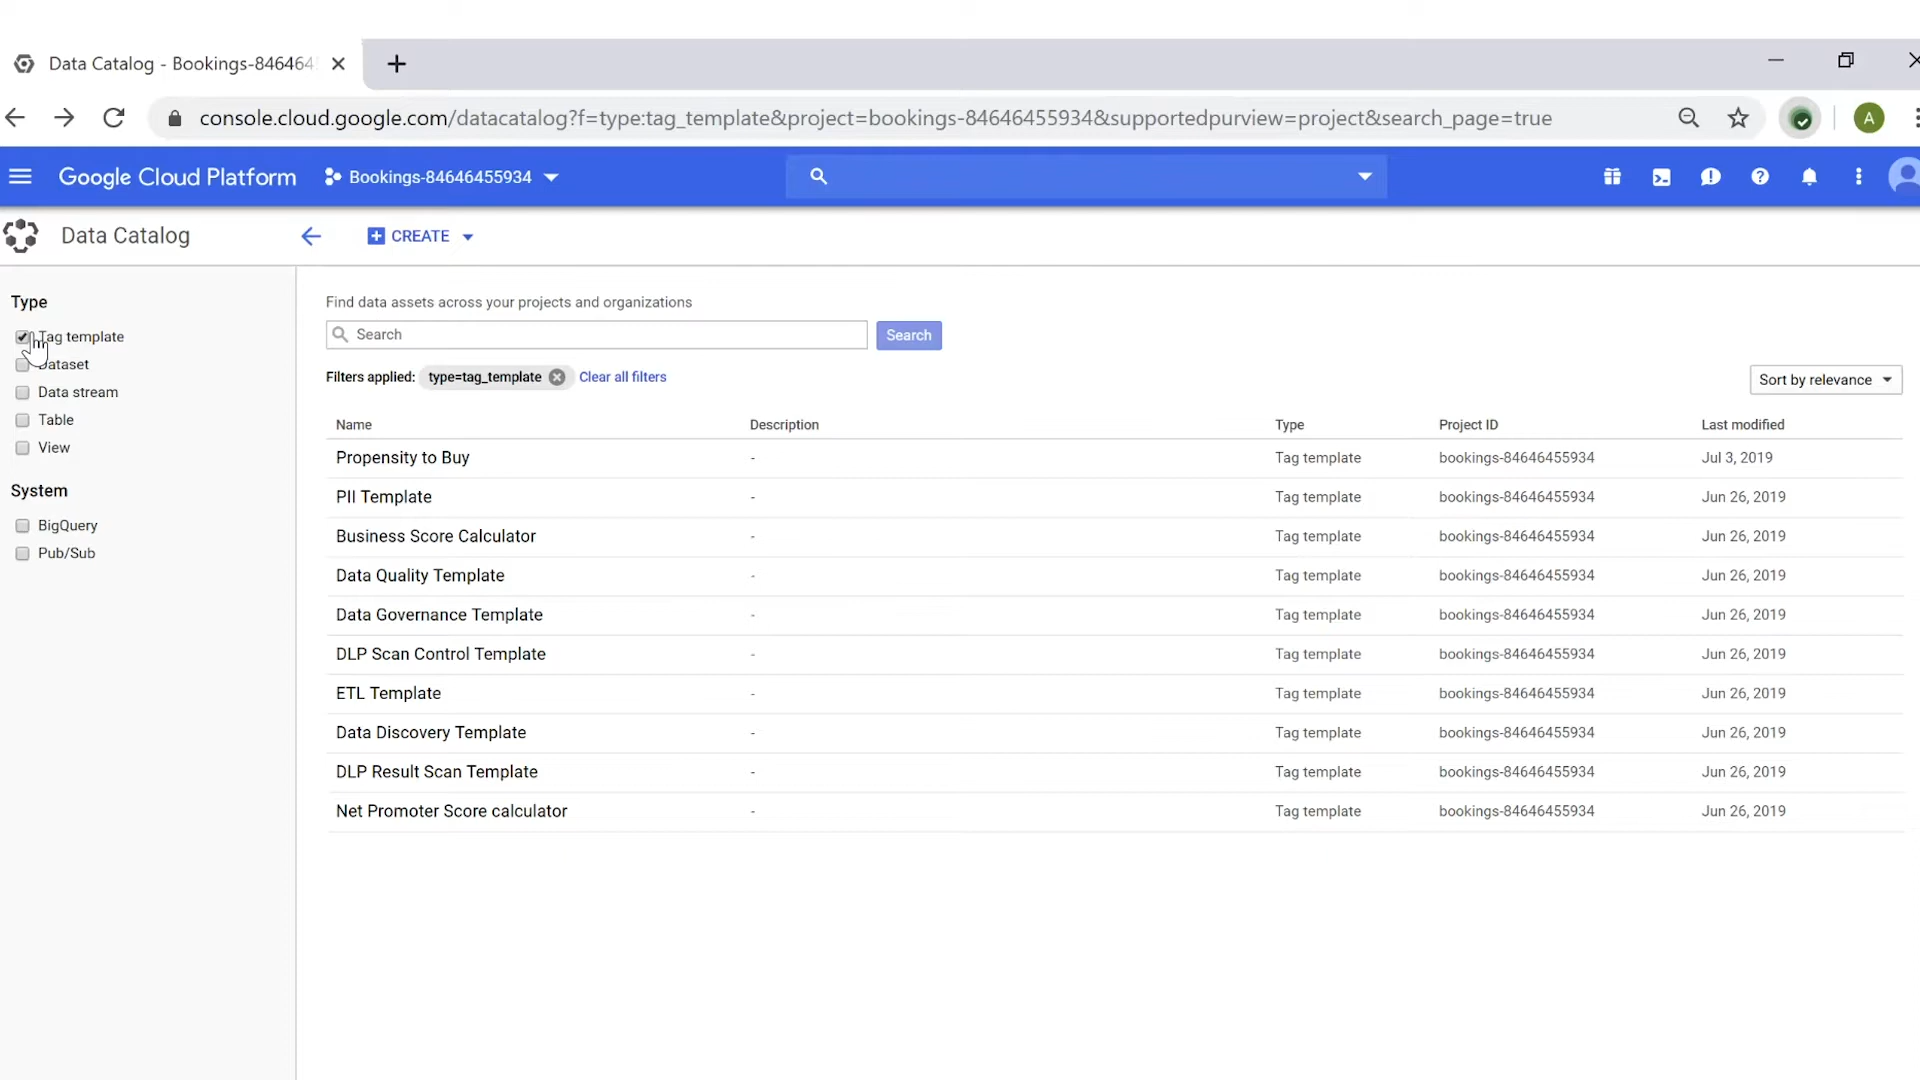 Data Catalog - Bookings-846464
console.cloud.google.com/datacatalog?f=type:tag_template&project=bookings-84646455934&supportedpurview=project&search_page=true
A
Google Cloud Platform
Bookings-84646455934
Data Catalog
CREATE
Type
Tag template
Dataset
Data stream
Table
View
System
BigQuery
Pub/Sub
Find data assets across your projects and organizations
Search
Search
Filters applied: type=tag_template Clear all filters
Sort by relevance
Name Description Type Project ID Last modified
Propensity to Buy - Tag template bookings-84646455934 Jul 3, 2019
PII Template - Tag template bookings-84646455934 Jun 26, 2019
Business Score Calculator - Tag template bookings-84646455934 Jun 26, 2019
Data Quality Template - Tag template bookings-84646455934 Jun 26, 2019
Data Governance Template - Tag template bookings-84646455934 Jun 26, 2019
DLP Scan Control Template - Tag template bookings-84646455934 Jun 26, 2019
ETL Template - Tag template bookings-84646455934 Jun 26, 2019
Data Discovery Template - Tag template bookings-84646455934 Jun 26, 2019
DLP Result Scan Template - Tag template bookings-84646455934 Jun 26, 2019
Net Promoter Score calculator - Tag template bookings-84646455934 Jun 26, 2019